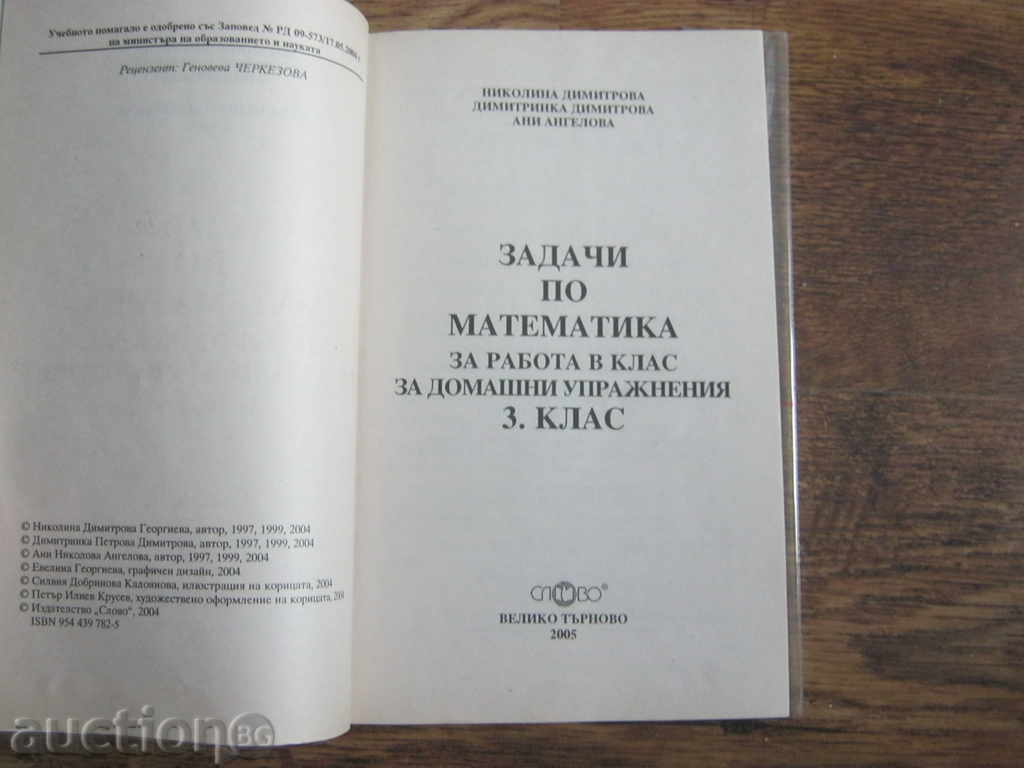 Учебното помагало е одобрено със Заповед № РД 09-573/17.05.2004 г.
на министъра на образованието и науката
Рецензент: Геновева ЧЕРКЕЗОВА
© Николина Димитрова Георгиева, автор, 1997, 1999, 2004
© Димитринка Петрова Димитрова, автор, 1997, 1999, 2004
© Ани Николова Ангелова, автор, 1997, 1999, 2004
© Евелина Георгиева, графичен дизайн, 2004
© Силвия Добринова Калоянова, илюстрация на корицата, 2004
© Петър Илиев Крусев, художествено оформление на корицата, 2004
© Издателство „Слово", 2004
ISBN 954 439 782-5
НИКОЛИНА ДИМИТРОВА
ДИМИТРИНКА ДИМИТРОВА
АНИ АНГЕЛОВА
ЗАДАЧИ
ПО
МАТЕМАТИКА
ЗА РАБОТА В КЛАС
ЗА ДОМАШНИ УПРАЖНЕНИЯ
3. КЛАС
СЛОВО®
ВЕЛИКО ТЪРНОВО
2005
auctionBG